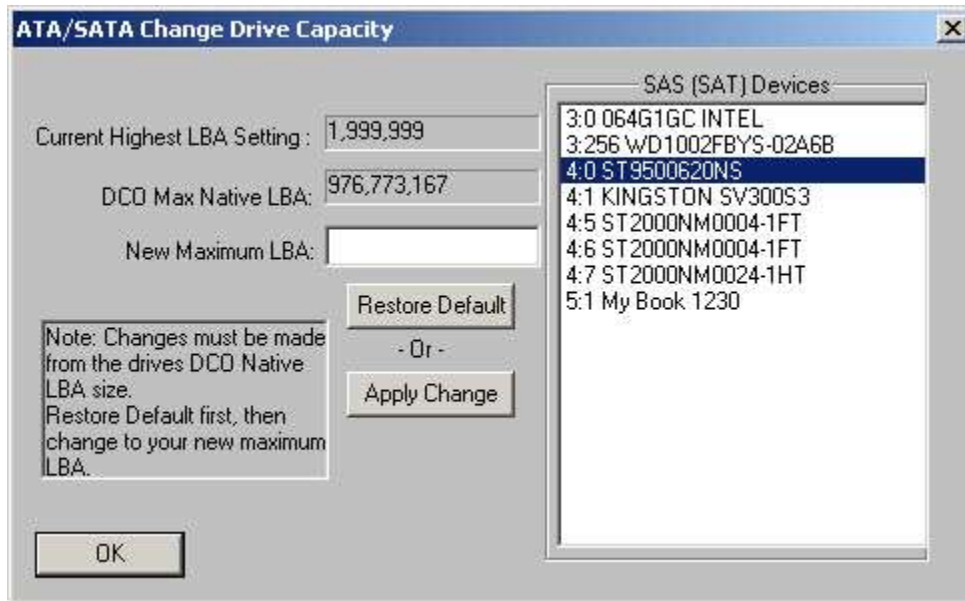 ATA/SATA Change Drive Capacity
Current Highest LBA Setting : 1,999,999
DCO Max Native LBA: 976,773,167
New Maximum LBA:
Restore Default
- Or -
Apply Change
Note: Changes must be made
from the drives DCO Native
LBA size.
Restore Default first, then
change to your new maximum
LBA.
OK
SAS (SAT) Devices
3:0 064G1GC INTEL
3:256 WD1002FBYS-02A6B
4:0 ST9500620NS
4:1 KINGSTON SV300S3
4:5 ST2000NM0004-1FT
4:6 ST2000NM0004-1FT
4:7 ST2000NM0024-1HT
5:1 My Book 1230